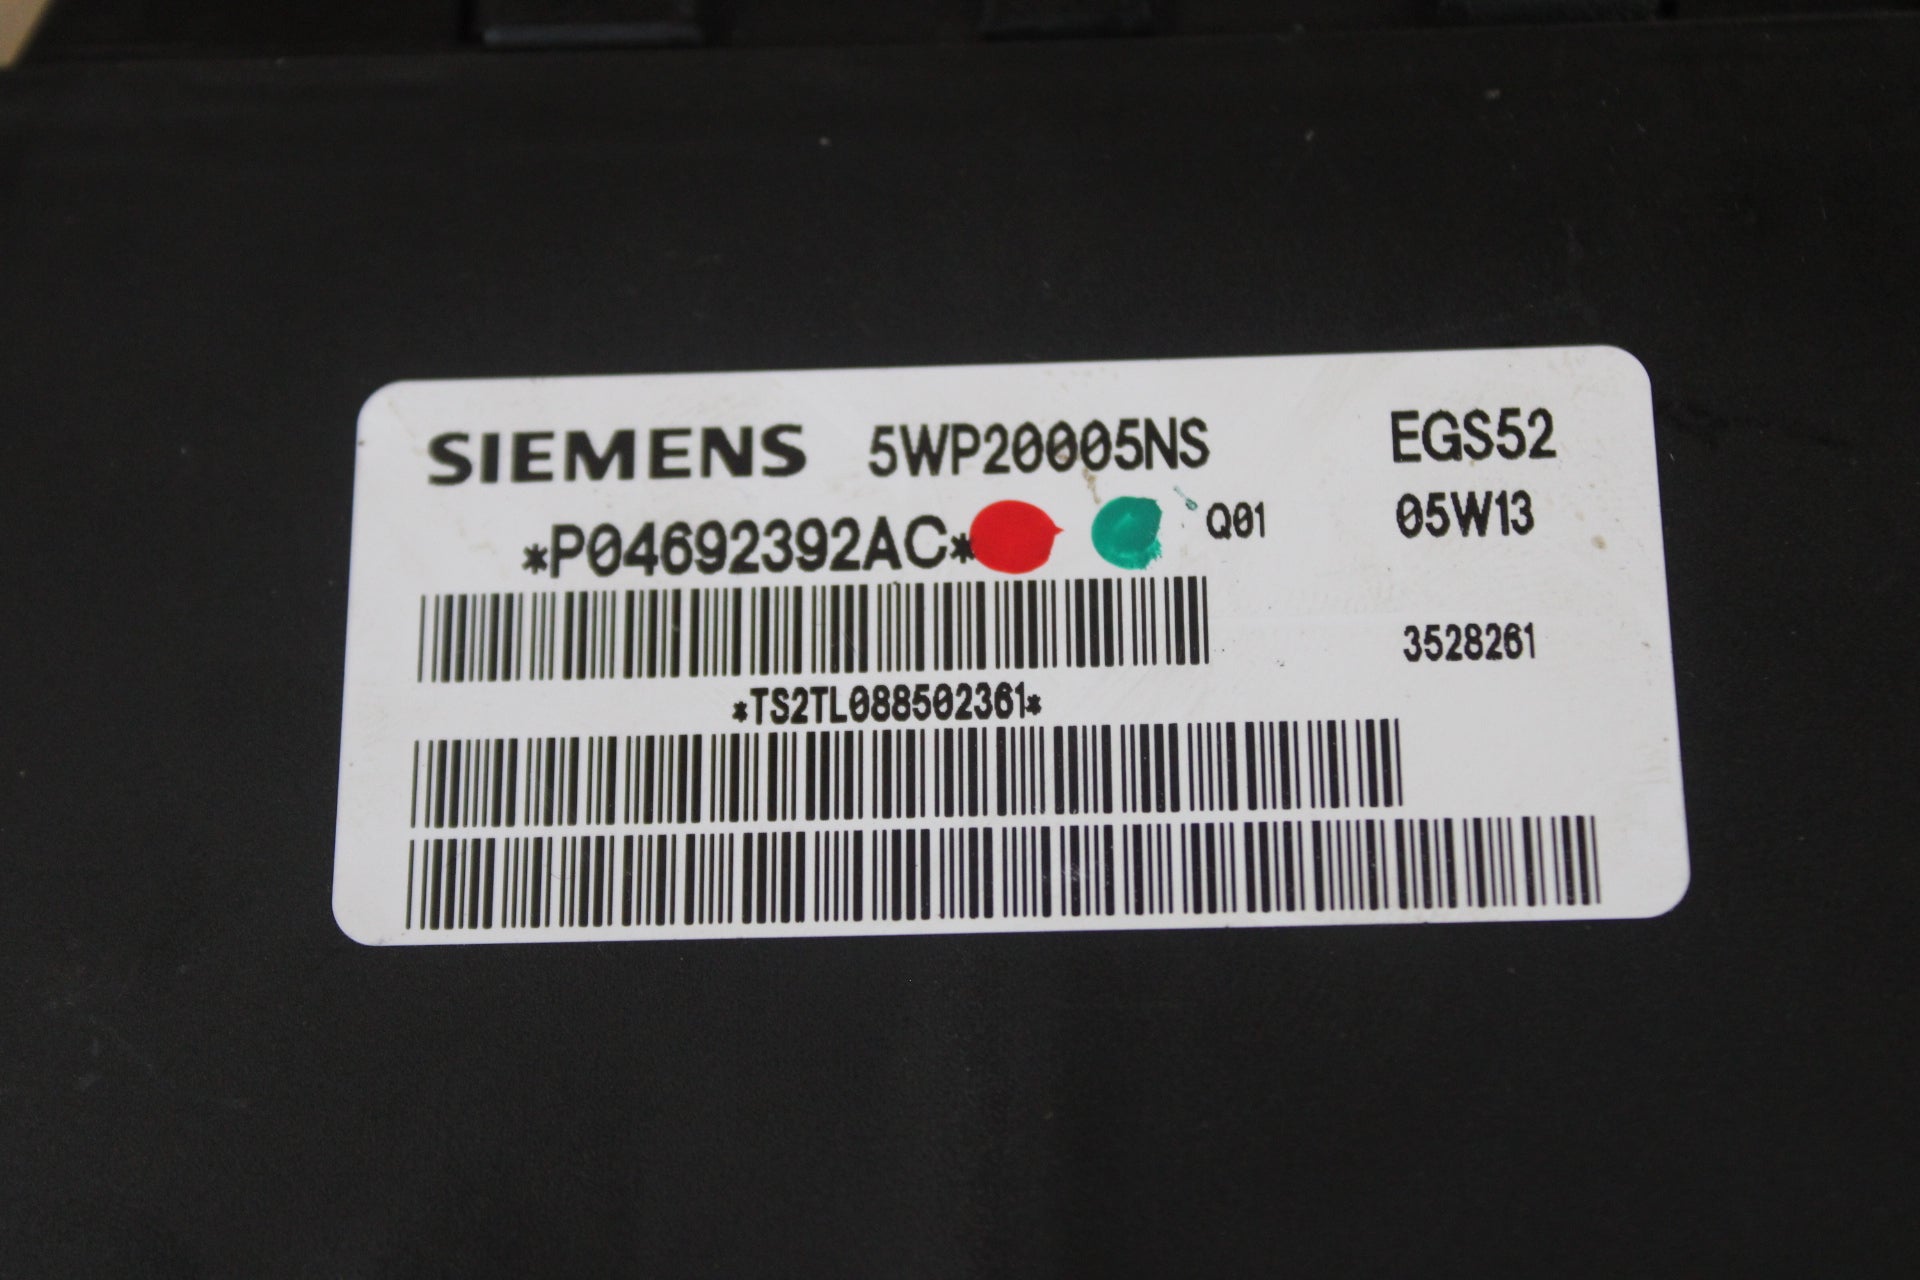 SIEMENS 5WP20005NS EGS52
*P04692392AC* Q01 05W13
3528261
*TS2TL088502361*